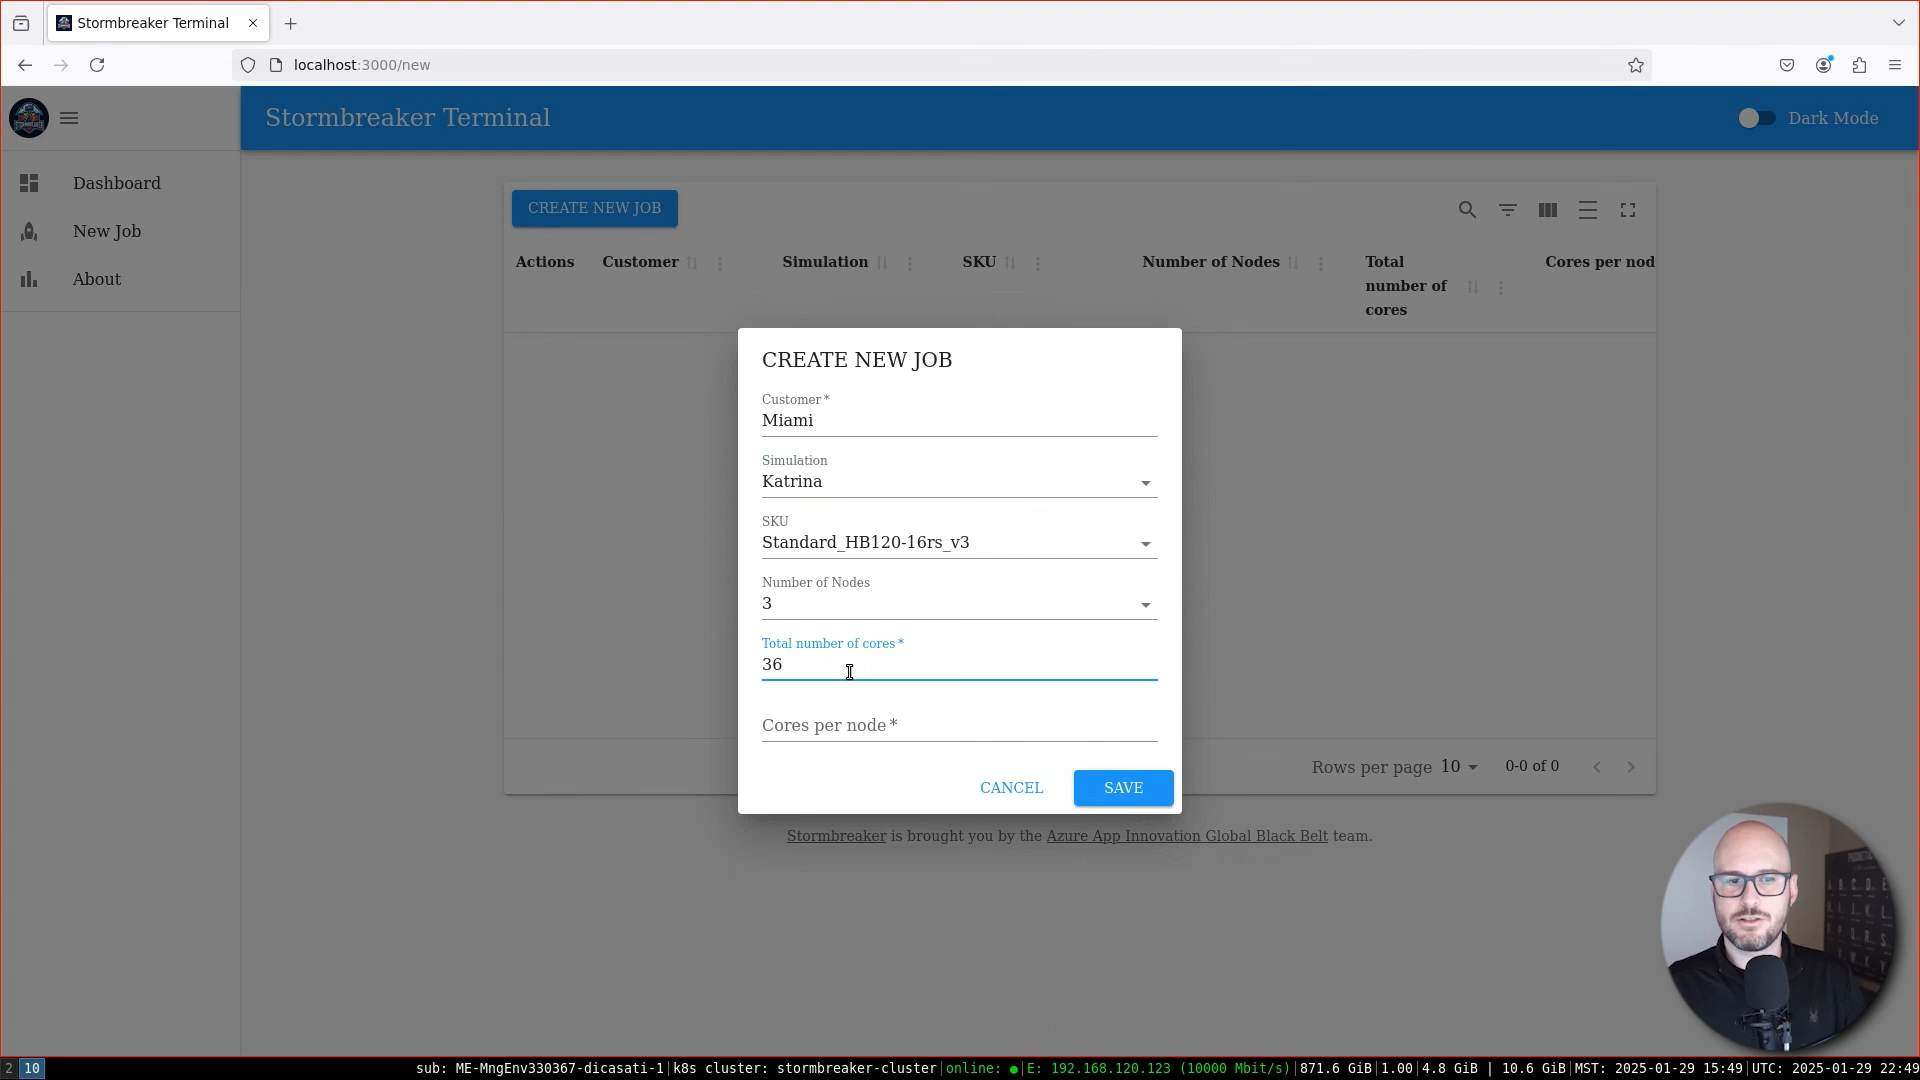 Stormbreaker Terminal
localhost:3000/new
Stormbreaker Terminal
Dark Mode
Dashboard
New Job
About
CREATE NEW JOB
Actions
Customer
Simulation
SKU
Number of Nodes
Total
number of
cores
Cores per nod
CREATE NEW JOB
Customer *
Miami
Simulation
Katrina
SKU
Standard_HB120-16rs_v3
Number of Nodes
3
Total number of cores *
36
Cores per node *
CANCEL
SAVE
Rows per page 10
0-0 of 0
Stormbreaker is brought you by the Azure App Innovation Global Black Belt team.
2 10
sub: ME-MngEnv330367-dicasati-1|k8s cluster: stormbreaker-cluster|online: ●|E: 192.168.120.123 (10000 Mbit/s)|871.6 GiB|1.00|4.8 GiB | 10.6 GiB|MST: 2025-01-29 15:49|UTC: 2025-01-29 22:49